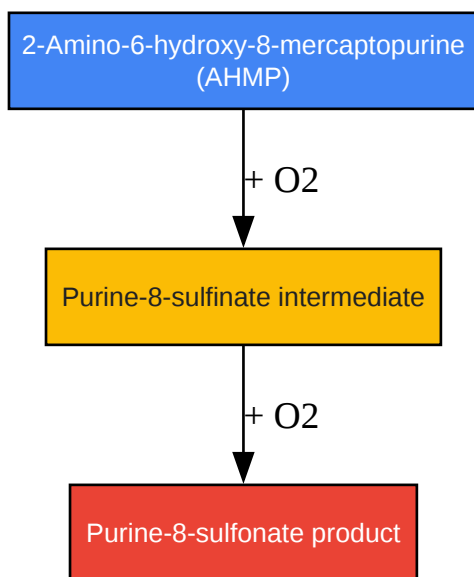 2-Amino-6-hydroxy-8-mercaptopurine
(AHMP)
+ O2
Purine-8-sulfinate intermediate
+ O2
Purine-8-sulfonate product